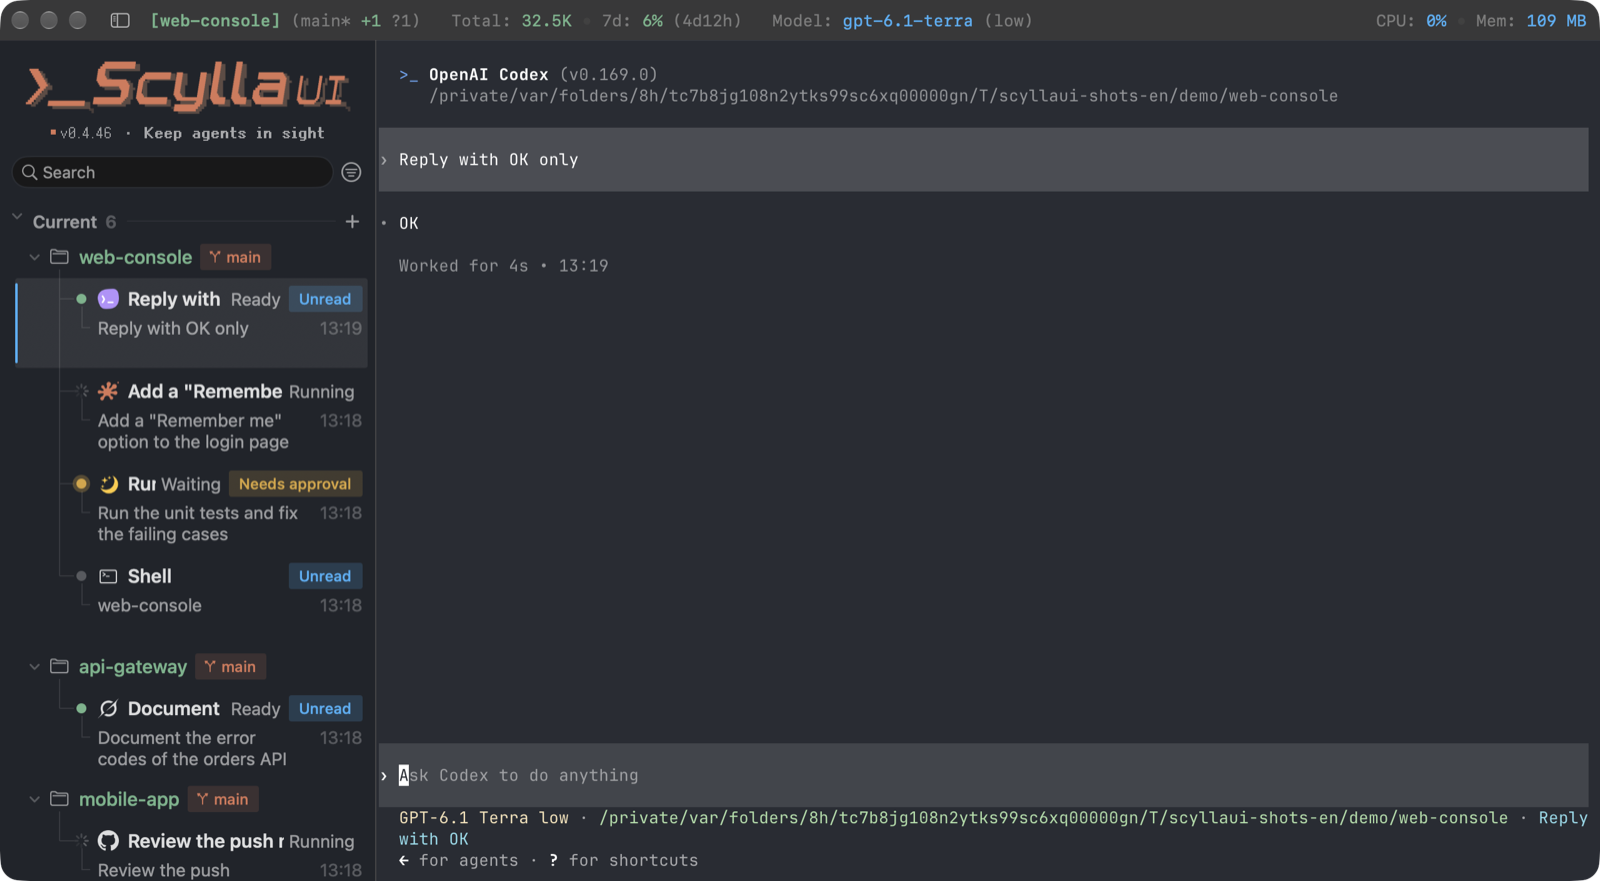 [web-console] (main* +1 ?1) Total: 32.5K • 7d: 6% (4d12h) Model: gpt-6.1-terra (low) CPU: 0% • Mem: 109 MB
>_Scylla UI
v0.4.46 · Keep agents in sight
Search
Current 6
web-console main
Reply with Ready Unread
Reply with OK only 13:19
Add a "Remembe Running
Add a "Remember me" 13:18
option to the login page
Rur Waiting Needs approval
Run the unit tests and fix 13:18
the failing cases
Shell Unread
web-console 13:18
api-gateway main
Document Ready Unread
Document the error 13:18
codes of the orders API
mobile-app main
Review the push r Running
Review the push 13:18
>_ OpenAI Codex (v0.169.0)
/private/var/folders/8h/tc7b8jg108n2ytks99sc6xq00000gn/T/scyllaui-shots-en/demo/web-console
› Reply with OK only
• OK
Worked for 4s • 13:19
› Ask Codex to do anything
GPT-6.1 Terra low · /private/var/folders/8h/tc7b8jg108n2ytks99sc6xq00000gn/T/scyllaui-shots-en/demo/web-console · Reply
with OK
← for agents · ? for shortcuts